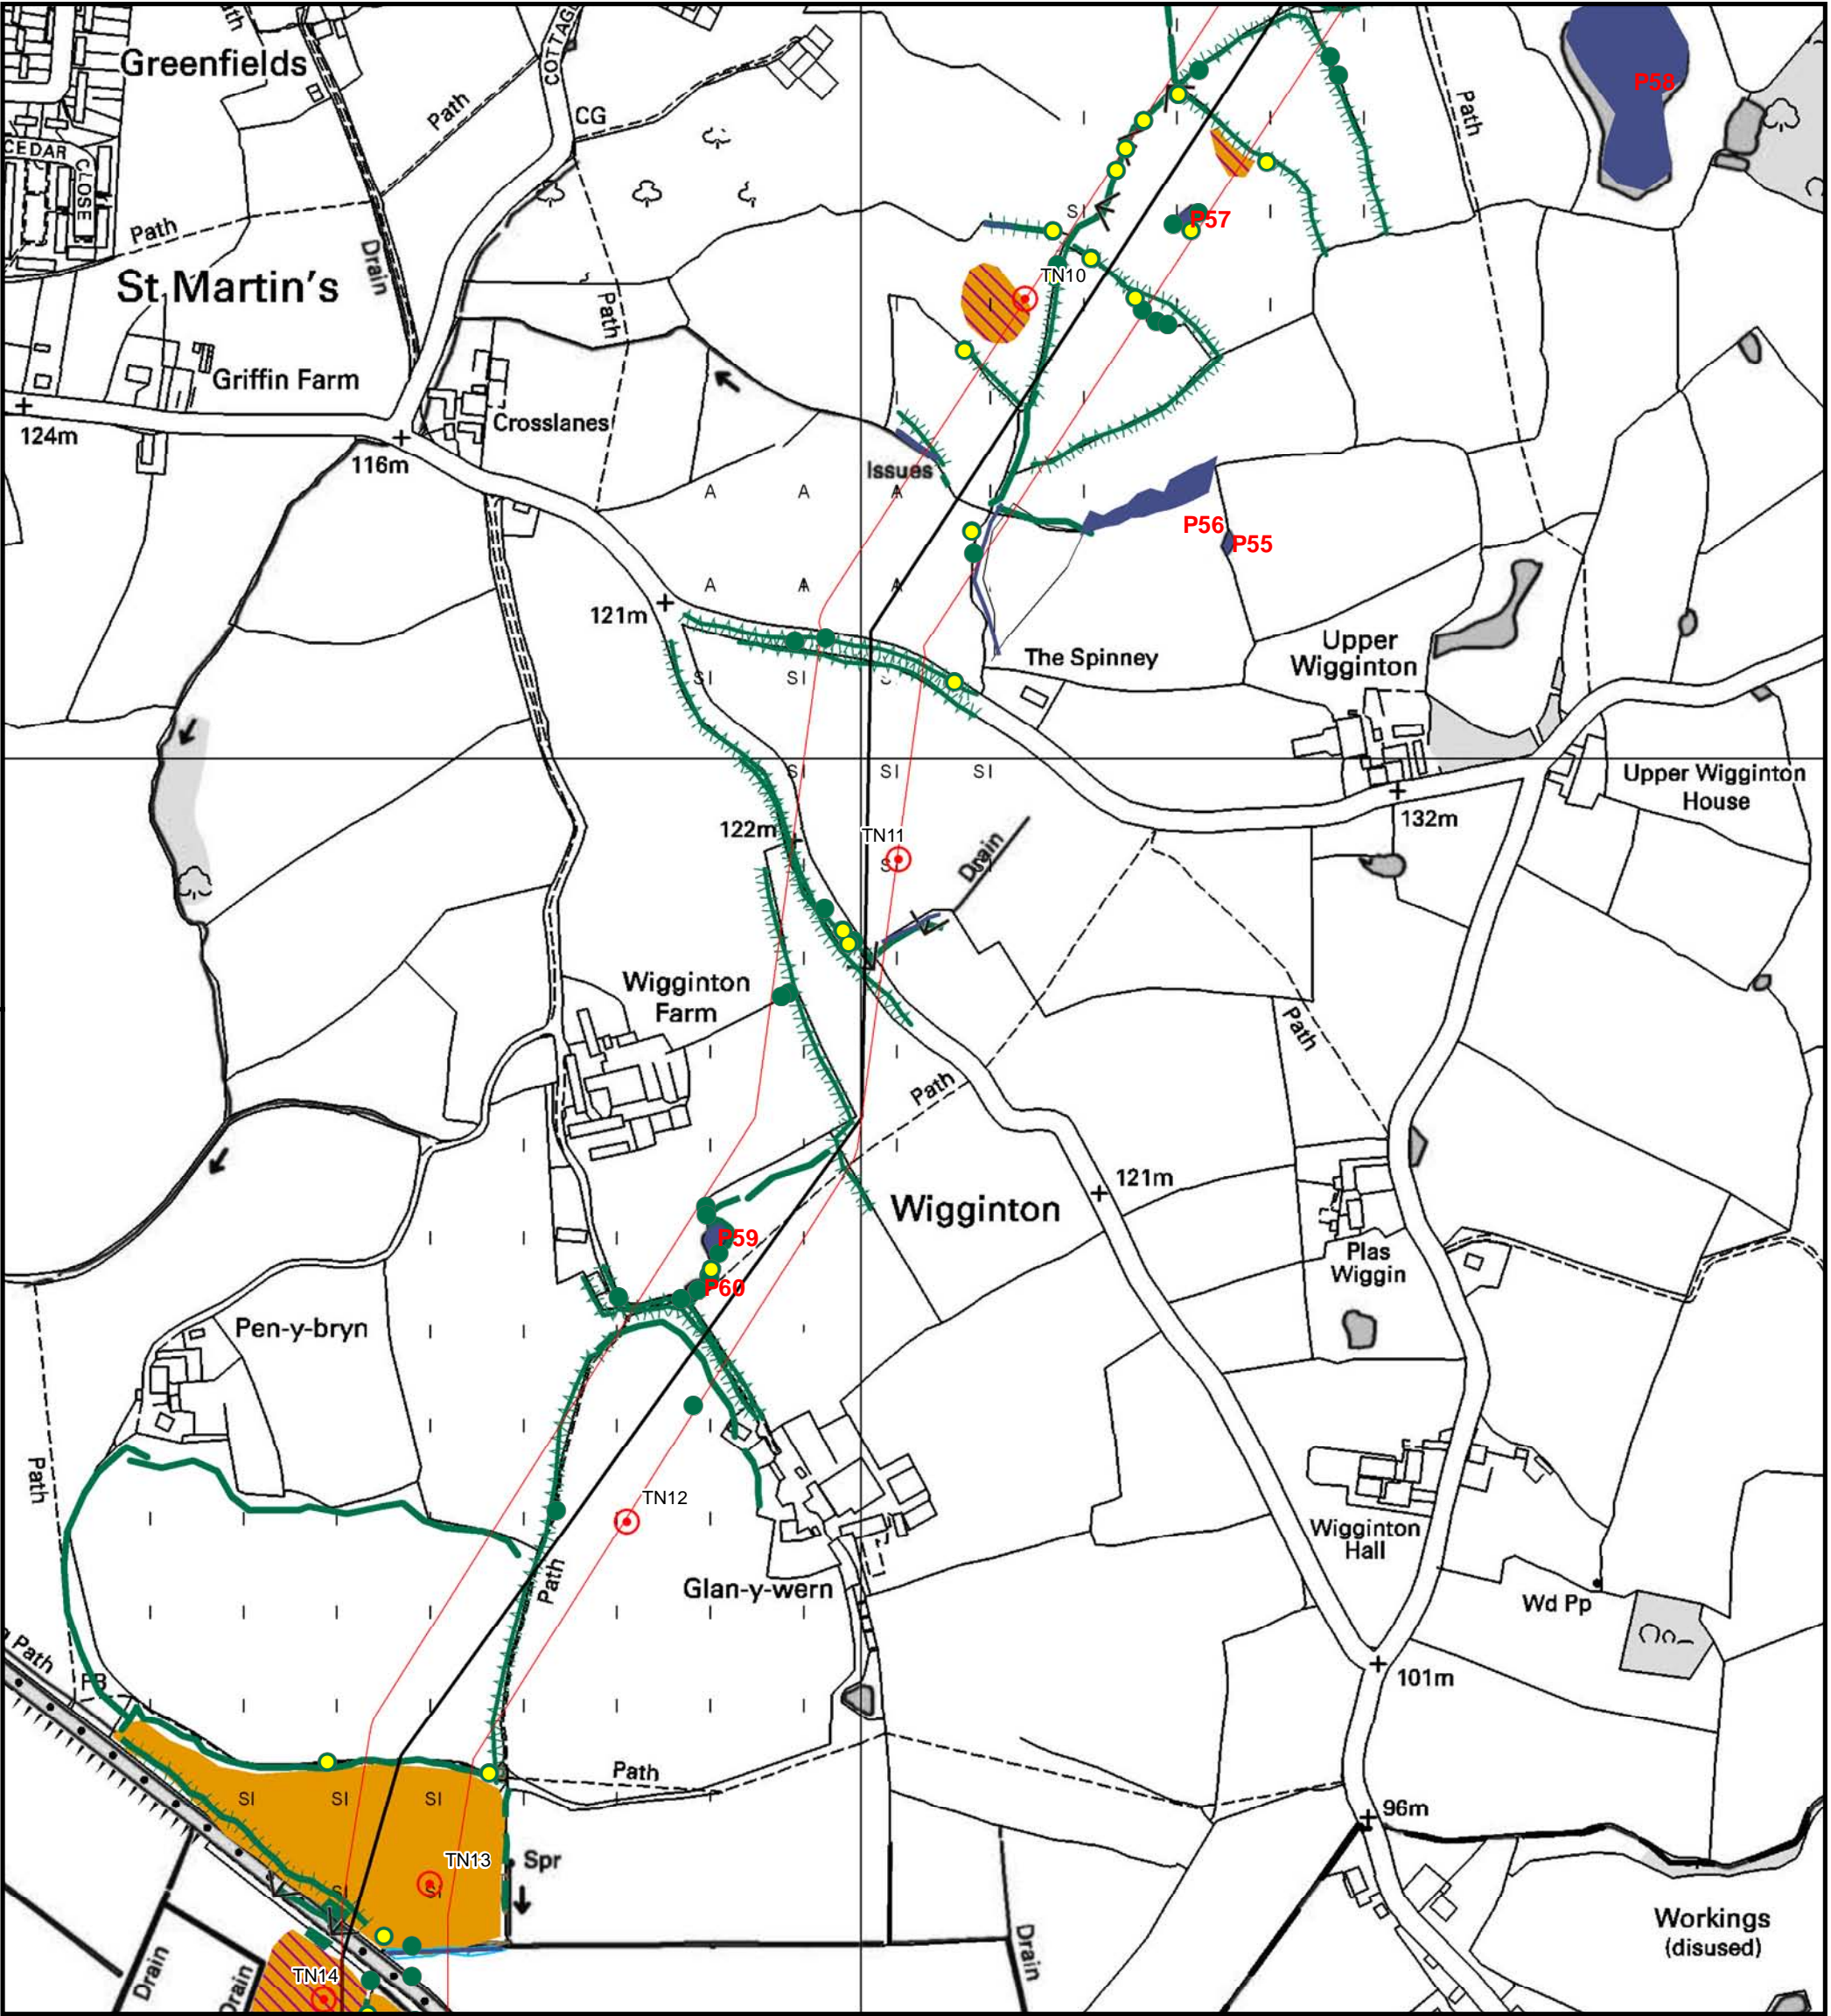 Greenfields
COTTAG
Path
CG
Path
P58
CEDAR
CLOSE
Path
Drain
St. Martin's
Path
SI
P57
TN10
Griffin Farm
Crosslanes
124m
116m
Issues
A A A
P56
P55
A A A
121m
The Spinney
Upper
Wigginton
SI SI
SI SI SI
Upper Wigginton
House
122m
TN11
132m
Drain
Wigginton
Farm
Path
Path
121m
Wigginton
P59
Plas
Wiggin
P60
Pen-y-bryn
Path
TN12
Wigginton
Hall
Path
Glan-y-wern
Wd Pp
Path
FB
101m
Path
96m
SI SI SI
TN13
Spr
SI SI
Workings
(disused)
Drain
Drain
Drain
TN14